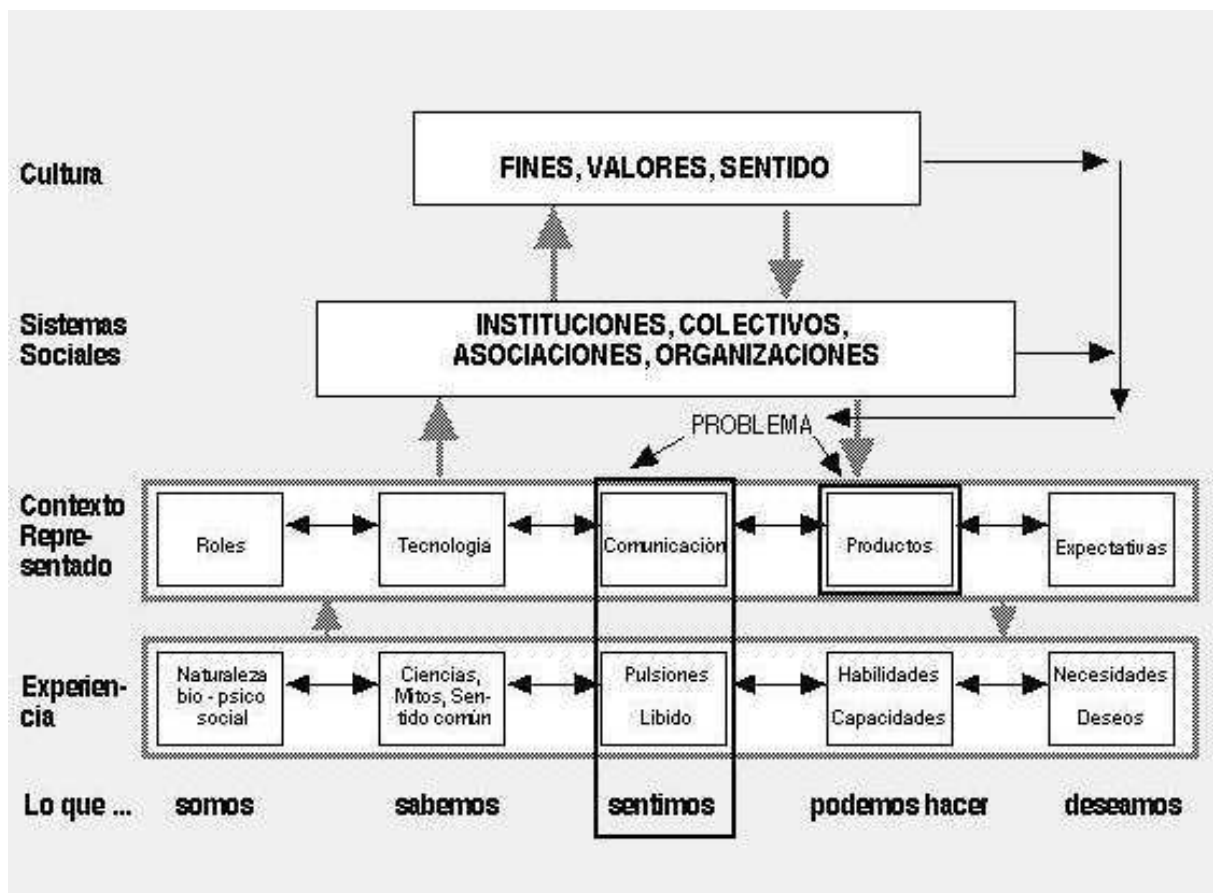 Cultura
FINES, VALORES, SENTIDO
Sistemas
Sociales
INSTITUCIONES, COLECTIVOS,
ASOCIACIONES, ORGANIZACIONES
PROBLEMA
Contexto
Repre-
sentado
Roles
Tecnologia
Comunicación
Productos
Expectativas
Experien-
cia
Naturaleza
bio - psico
social
Ciencias,
Mitos, Sen-
tido común
Pulsiones
Libido
Habilidades
Capacidades
Necesidades
Deseos
Lo que ...
somos
sabemos
sentimos
podemos hacer
deseamos